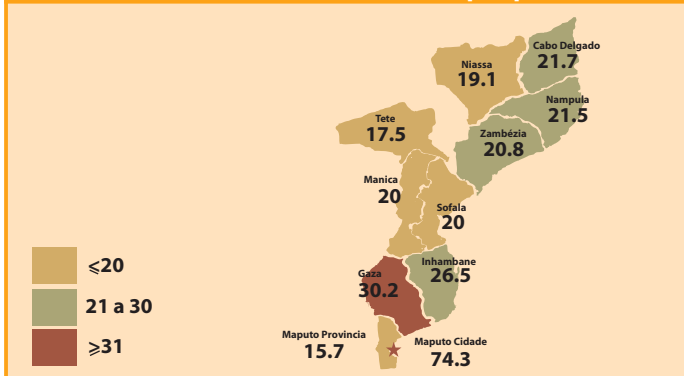 Cabo Delgado
21.7
Niassa
19.1
Nampula
21.5
Tete
17.5
Zambézia
20.8
Manica
20
Sofala
20
Inhambane
26.5
Gaza
30.2
Maputo Provincia
15.7
Maputo Cidade
74.3
⩽20
21 a 30
⩾31